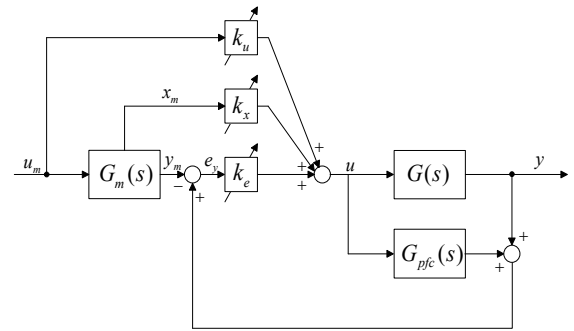 k_u
x_m
k_x
+
u_m
G_m(s)
y_m
−
e_y
+
k_e
+
+
u
G(s)
y
+
G_pfc(s)
+